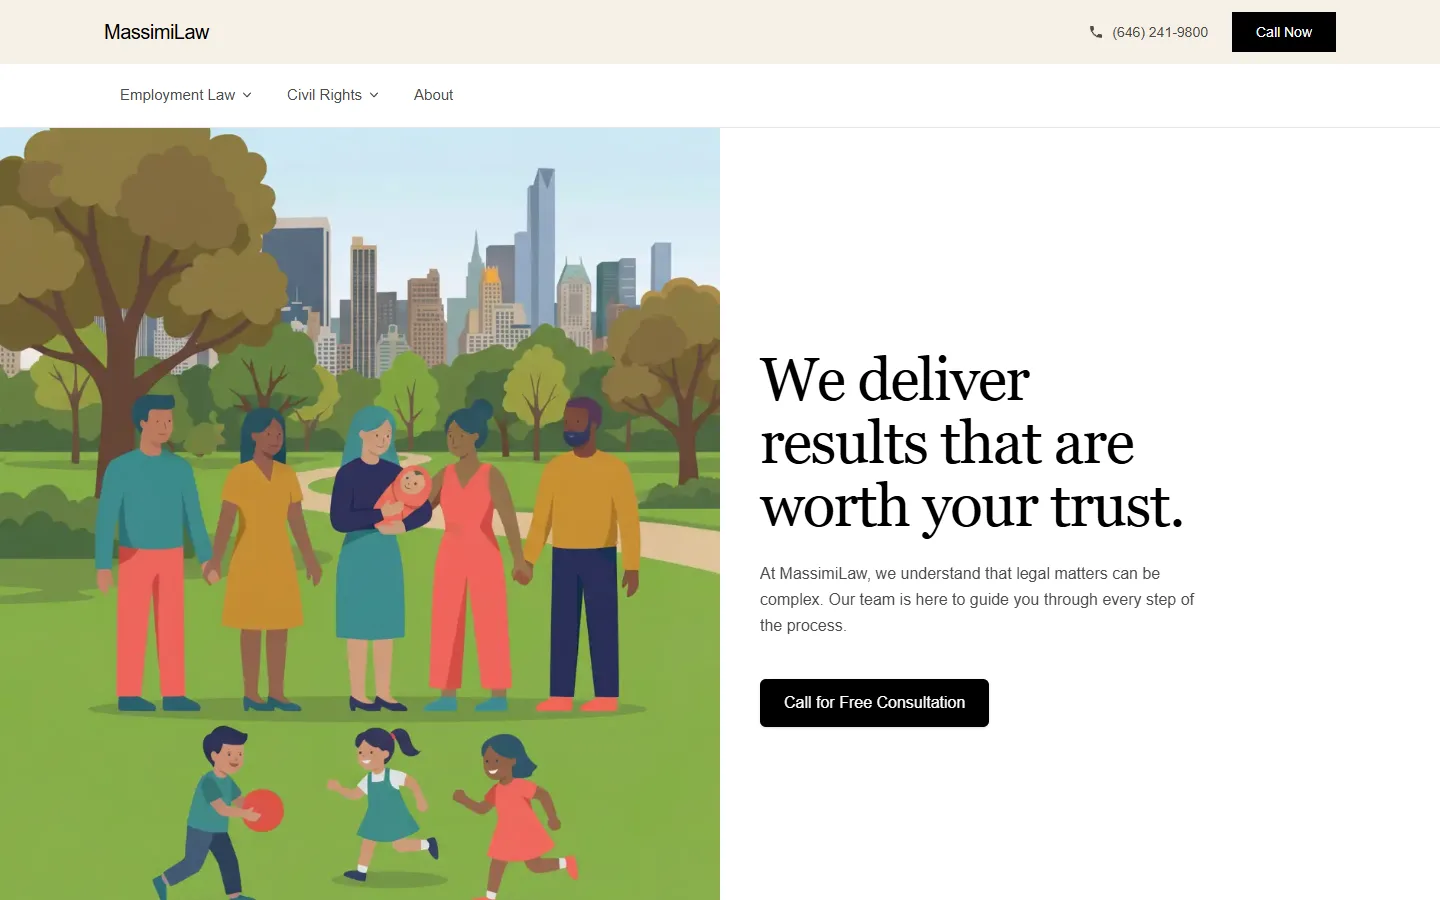 MassimiLaw
(646) 241-9800
Call Now
Employment Law
Civil Rights
About
We deliver
results that are
worth your trust.
At MassimiLaw, we understand that legal matters can be
complex. Our team is here to guide you through every step of
the process.
Call for Free Consultation